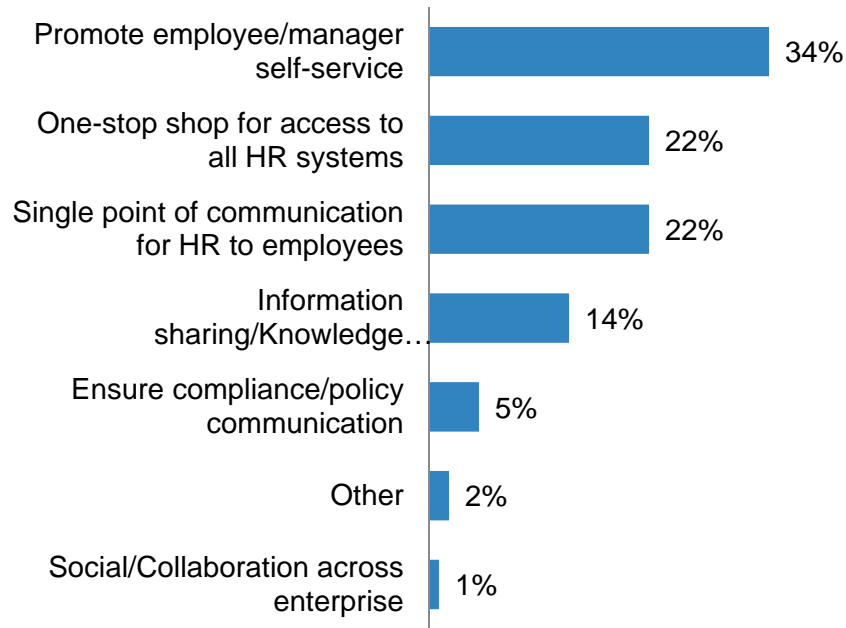 Promote employee/manager
self-service
34%
One-stop shop for access to
all HR systems
22%
Single point of communication
for HR to employees
22%
Information
sharing/Knowledge…
14%
Ensure compliance/policy
communication
5%
Other
2%
Social/Collaboration across
enterprise
1%